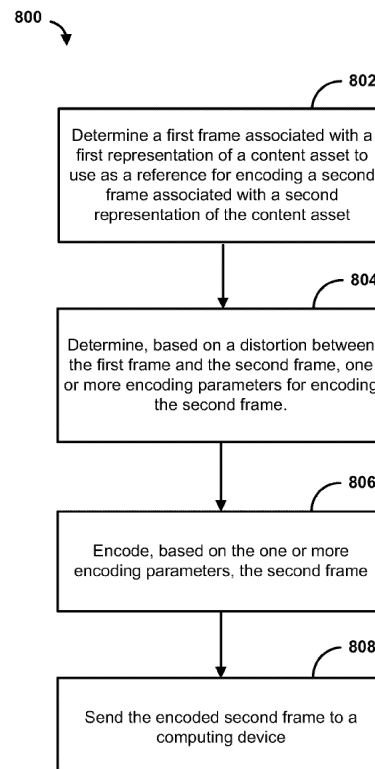 800
802
Determine a first frame associated with a
first representation of a content asset to
use as a reference for encoding a second
frame associated with a second
representation of the content asset
804
Determine, based on a distortion between
the first frame and the second frame, one
or more encoding parameters for encoding
the second frame.
806
Encode, based on the one or more
encoding parameters, the second frame
808
Send the encoded second frame to a
computing device